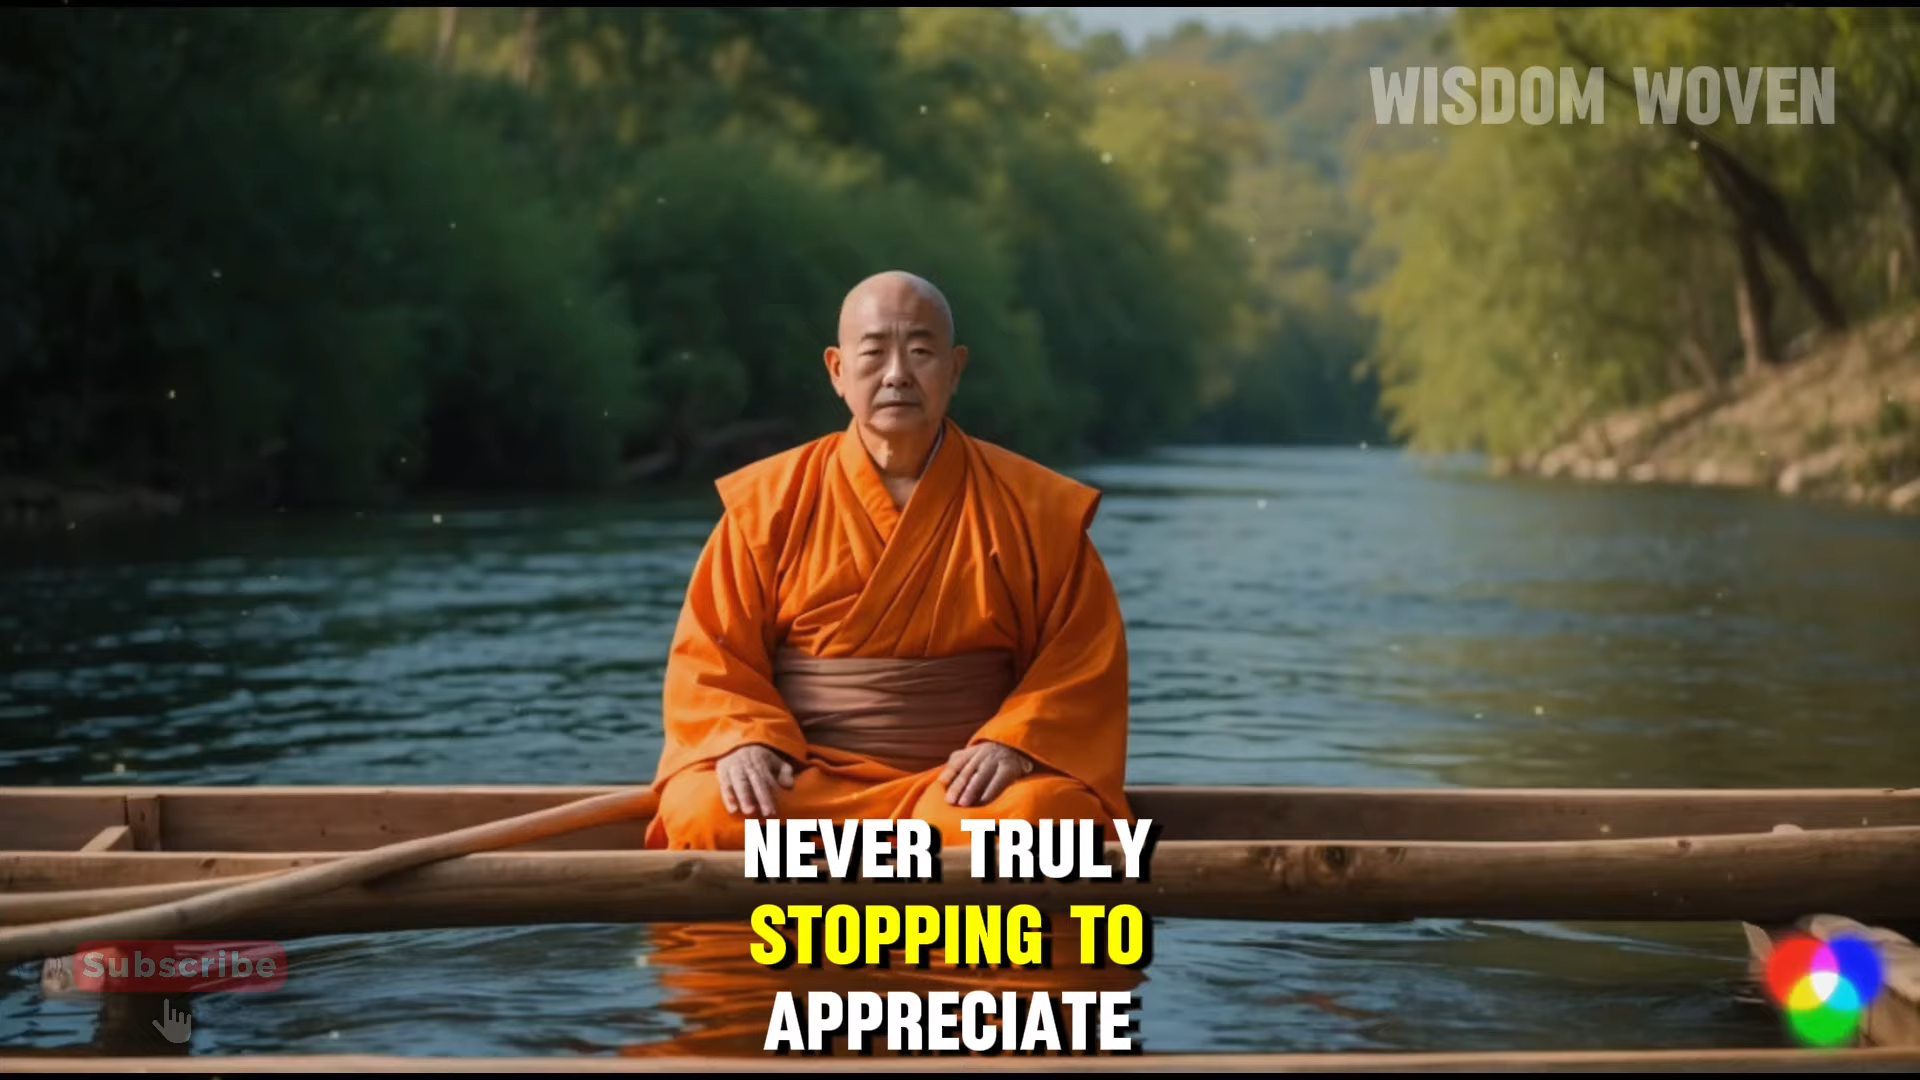 WISDOM WOVEN
NEVER TRULY
STOPPING TO
APPRECIATE
Subscribe